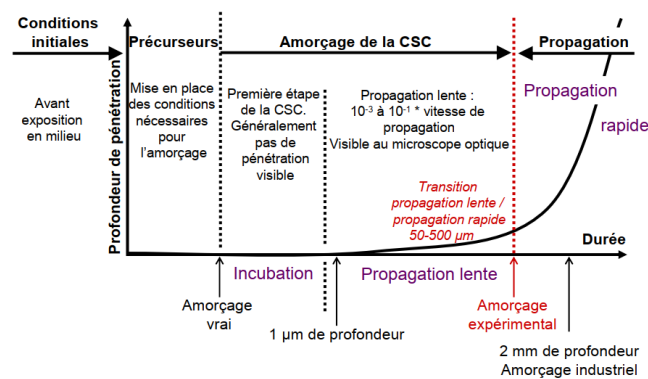 Conditions
initiales
Précurseurs
Amorçage de la CSC
Propagation
Avant
exposition
en milieu
Profondeur de pénétration
Mise en place
des conditions
nécessaires
pour
l'amorçage
Première étape
de la CSC.
Généralement
pas de
pénétration
visible
Propagation lente :
10⁻³ à 10⁻¹ * vitesse de
propagation
Visible au microscope optique
Propagation
rapide
Transition
propagation lente /
propagation rapide
50-500 µm
Durée
Incubation
Propagation lente
Amorçage
vrai
1 µm de profondeur
Amorçage
expérimental
2 mm de profondeur
Amorçage industriel